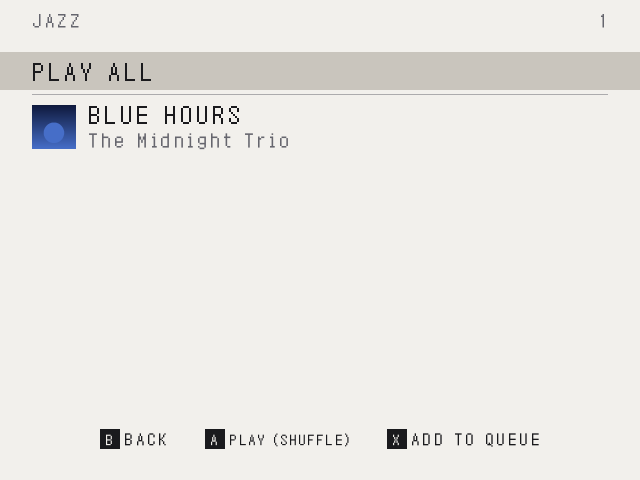 JAZZ 1
PLAY ALL
BLUE HOURS
The Midnight Trio
B BACK A PLAY (SHUFFLE) X ADD TO QUEUE